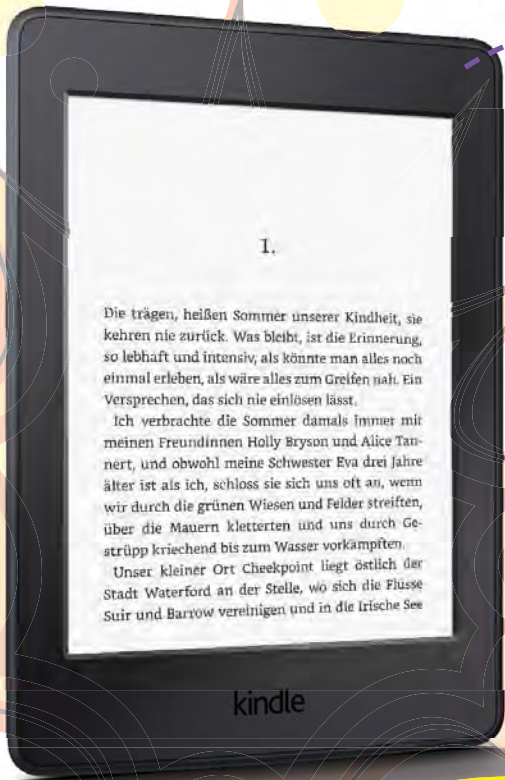 1.
Die trägen, heißen Sommer unserer Kindheit, sie
kehren nie zurück. Was bleibt, ist die Erinnerung,
so lebhaft und intensiv, als könnte man alles noch
einmal erleben, als wäre alles zum Greifen nah. Ein
Versprechen, das sich nie einlösen lässt.
Ich verbrachte die Sommer damals immer mit
meinen Freundinnen Holly Bryson und Alice Tan-
nert, und obwohl meine Schwester Eva drei Jahre
älter ist als ich, schloss sie sich uns oft an, wenn
wir durch die grünen Wiesen und Felder streiften,
über die Mauern kletterten und uns durch Ge-
strüpp kriechend bis zum Wasser vorkämpften.
Unser kleiner Ort Cheekpoint liegt östlich der
Stadt Waterford an der Stelle, wo sich die Flüsse
Suir und Barrow vereinigen und in die Irische See
kindle